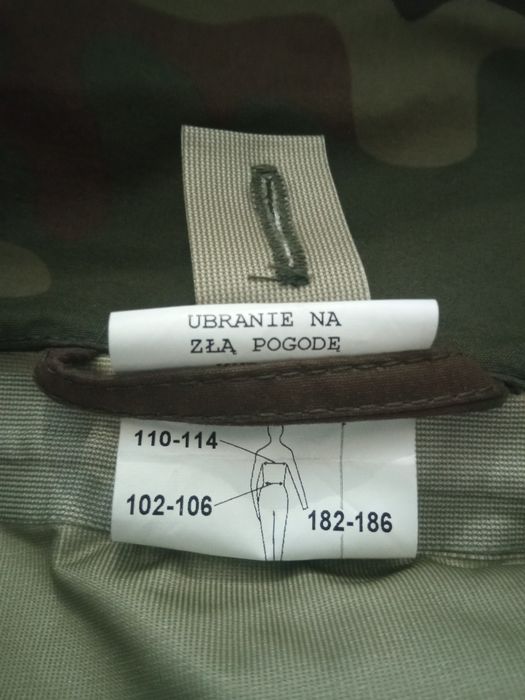 UBRANIE NA
ZŁĄ POGODĘ
110-114
102-106
182-186